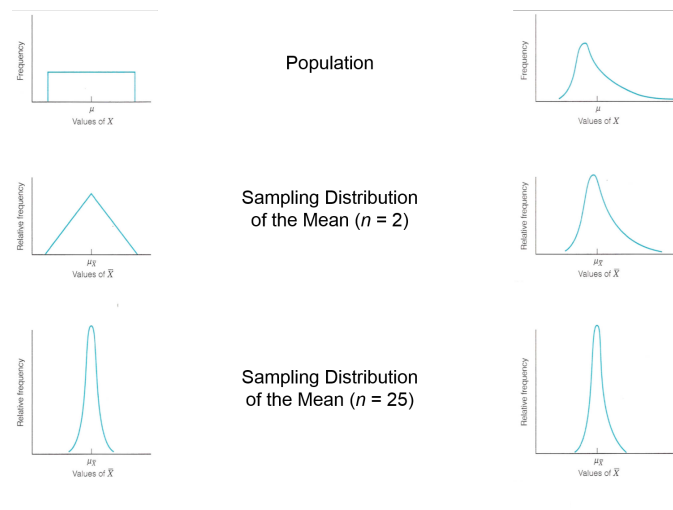 Frequency
μ
Values of X
Population
Frequency
μ
Values of X
Relative frequency
μX̅
Values of X̅
Sampling Distribution
of the Mean (n = 2)
Relative frequency
μX̅
Values of X̅
Relative frequency
μX̅
Values of X̅
Sampling Distribution
of the Mean (n = 25)
Relative frequency
μX̅
Values of X̅